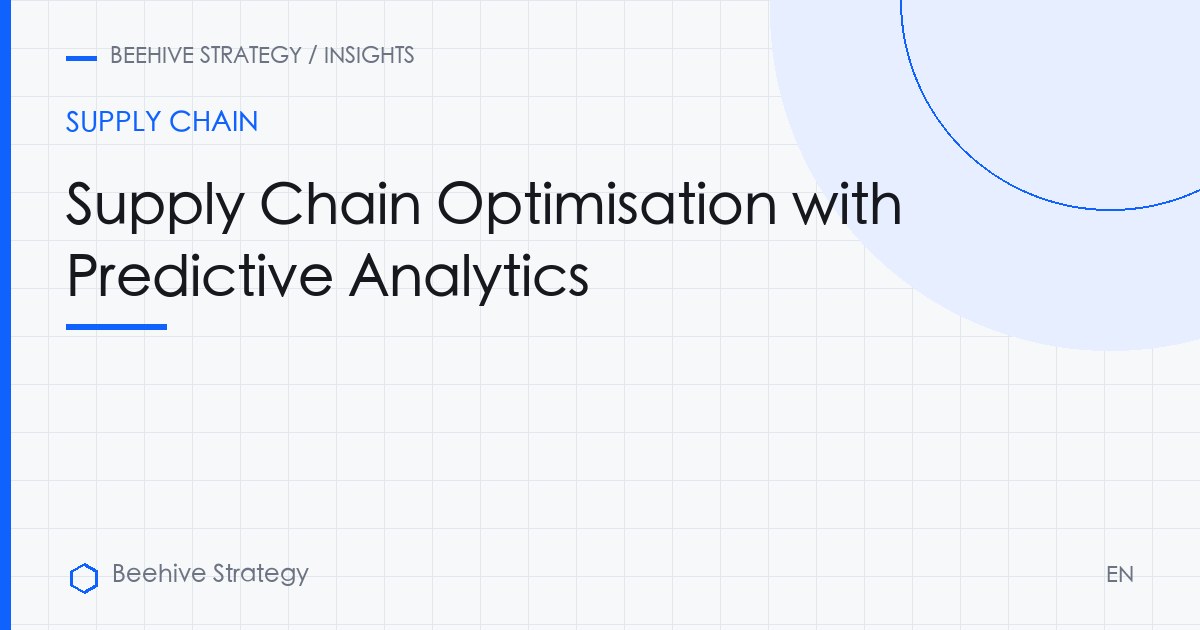 BEEHIVE STRATEGY / INSIGHTS
SUPPLY CHAIN
Supply Chain Optimisation with
Predictive Analytics
Beehive Strategy
EN